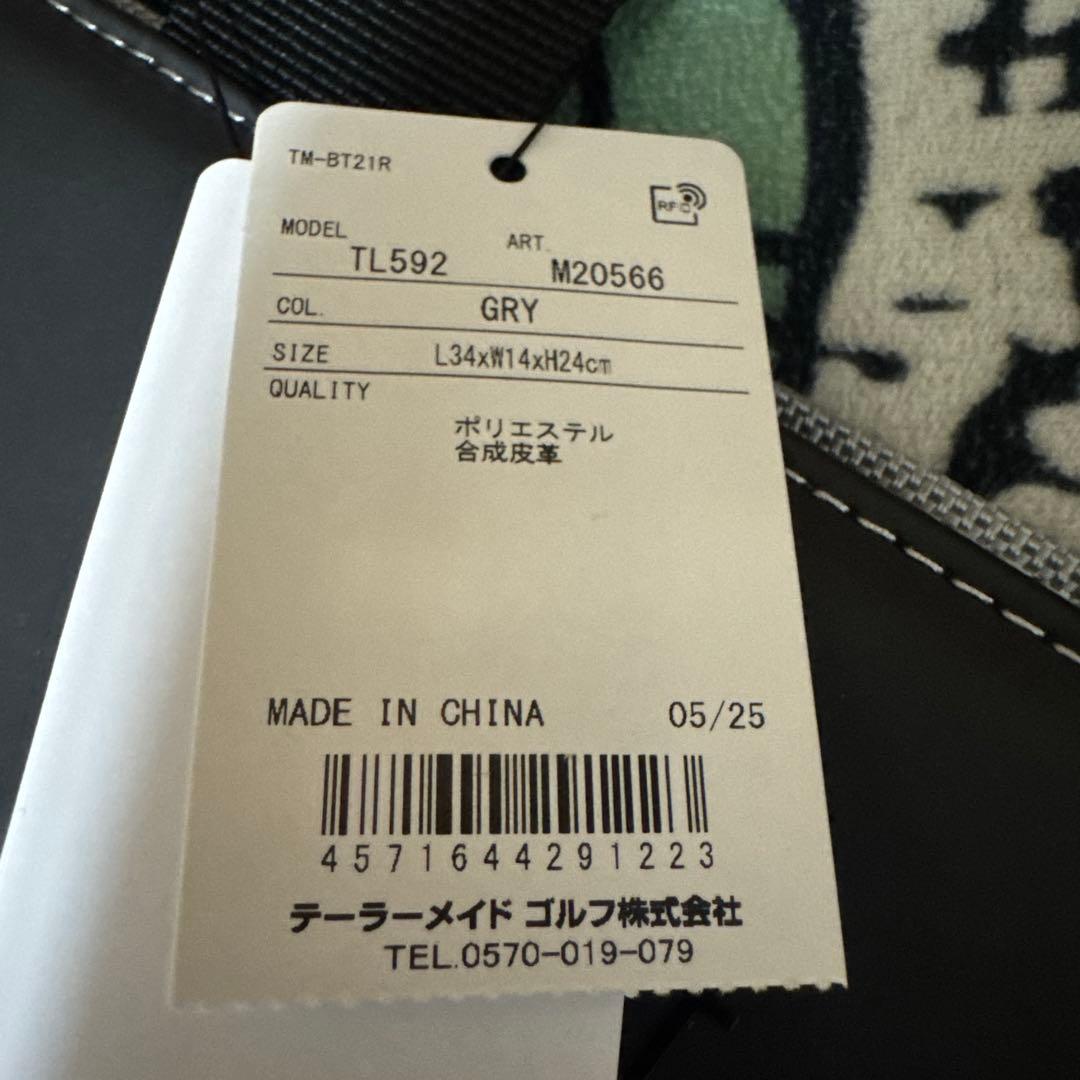 TM-BT21R
RFID
MODEL TL592 ART. M20566
COL. GRY
SIZE L34xW14xH24cm
QUALITY
ポリエステル
合成皮革
MADE IN CHINA 05/25
4571644291223
テーラーメイド ゴルフ株式会社
TEL.0570-019-079